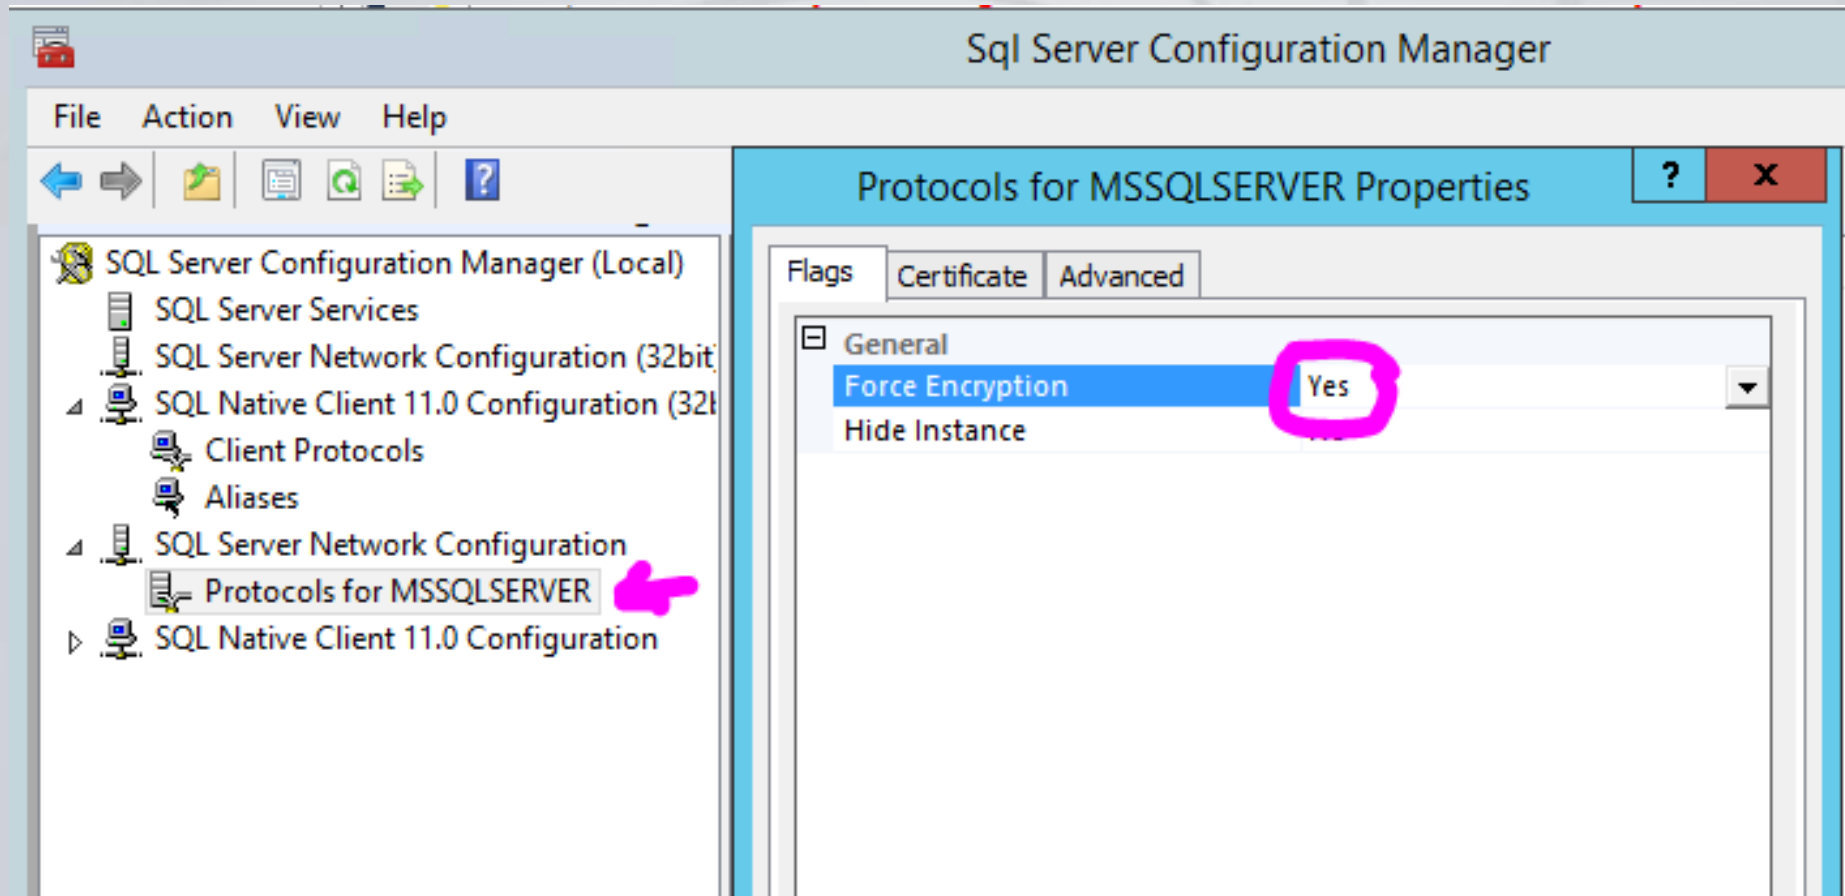 Sql Server Configuration Manager
File Action View Help
SQL Server Configuration Manager (Local)
SQL Server Services
SQL Server Network Configuration (32bit
SQL Native Client 11.0 Configuration (32
Client Protocols
Aliases
SQL Server Network Configuration
Protocols for MSSQLSERVER
SQL Native Client 11.0 Configuration
Protocols for MSSQLSERVER Properties
? x
Flags Certificate Advanced
General
Force Encryption Yes
Hide Instance